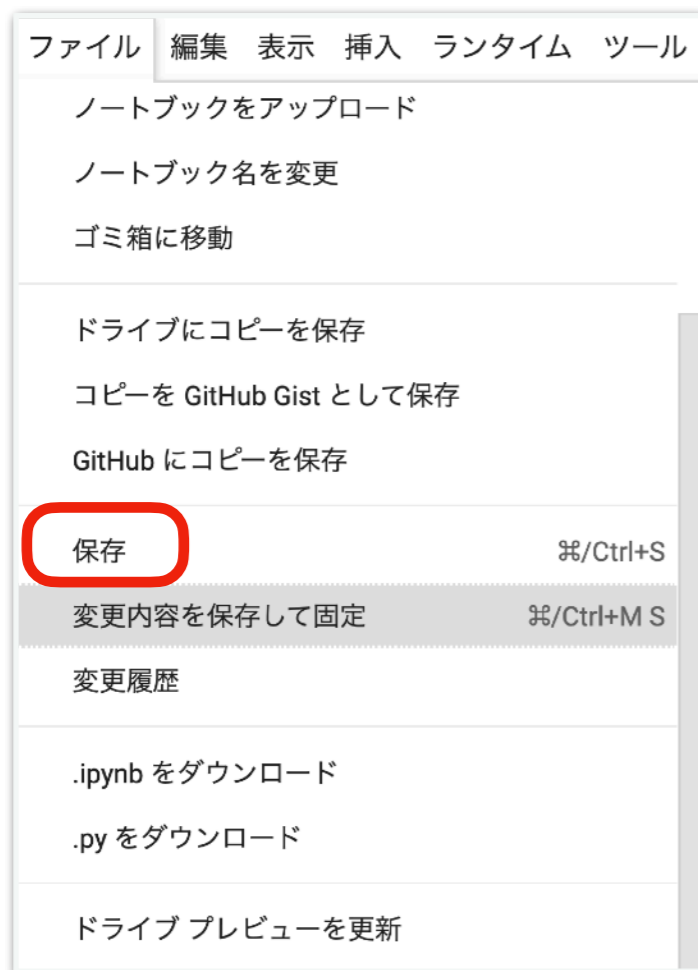 ファイル 編集 表示 挿入 ランタイム ツール
ノートブックをアップロード
ノートブック名を変更
ゴミ箱に移動
ドライブにコピーを保存
コピーを GitHub Gist として保存
GitHub にコピーを保存
保存 ⌘/Ctrl+S
変更内容を保存して固定 ⌘/Ctrl+M S
変更履歴
.ipynb をダウンロード
.py をダウンロード
ドライブ プレビューを更新